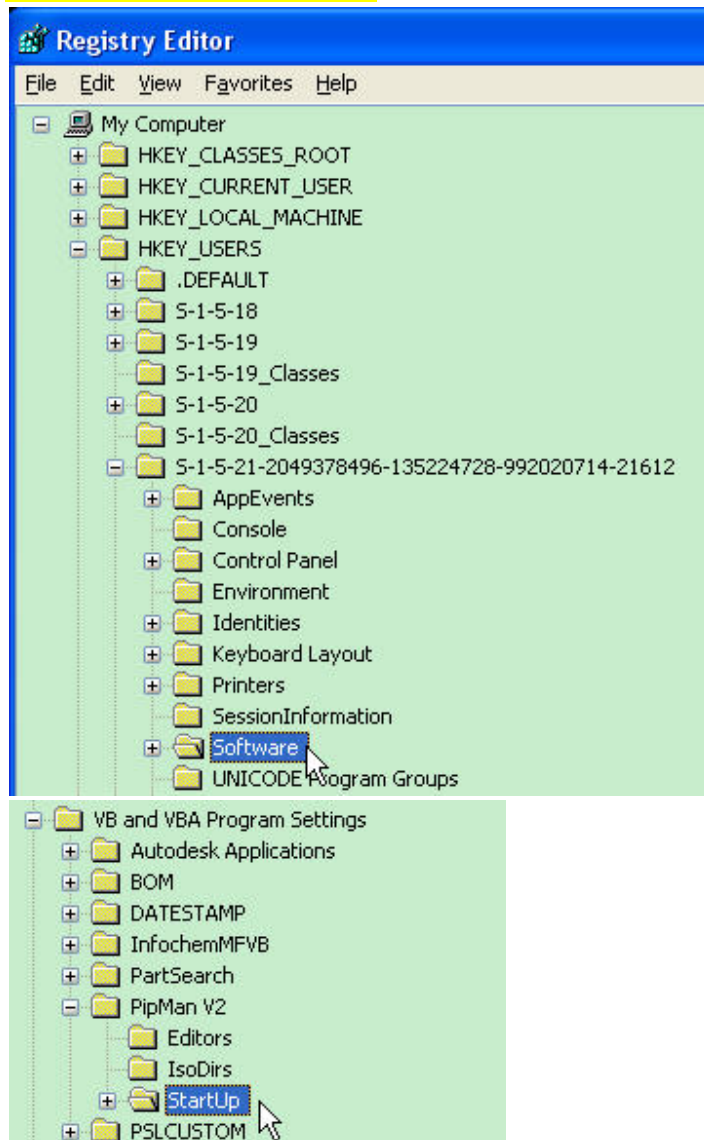 Registry Editor
File Edit View Favorites Help
My Computer
HKEY_CLASSES_ROOT
HKEY_CURRENT_USER
HKEY_LOCAL_MACHINE
HKEY_USERS
.DEFAULT
S-1-5-18
S-1-5-19
S-1-5-19_Classes
S-1-5-20
S-1-5-20_Classes
S-1-5-21-2049378496-135224728-992020714-21612
AppEvents
Console
Control Panel
Environment
Identities
Keyboard Layout
Printers
SessionInformation
Software
UNICODE Program Groups
VB and VBA Program Settings
Autodesk Applications
BOM
DATESTAMP
InfochemMFVB
PartSearch
PipMan V2
Editors
IsoDirs
StartUp
PSLCUSTOM